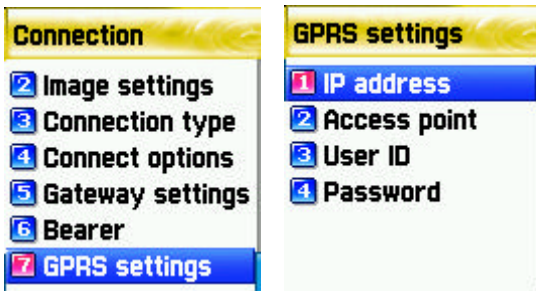 Connection
2 Image settings
3 Connection type
4 Connect options
5 Gateway settings
6 Bearer
7 GPRS settings
GPRS settings
1 IP address
2 Access point
3 User ID
4 Password